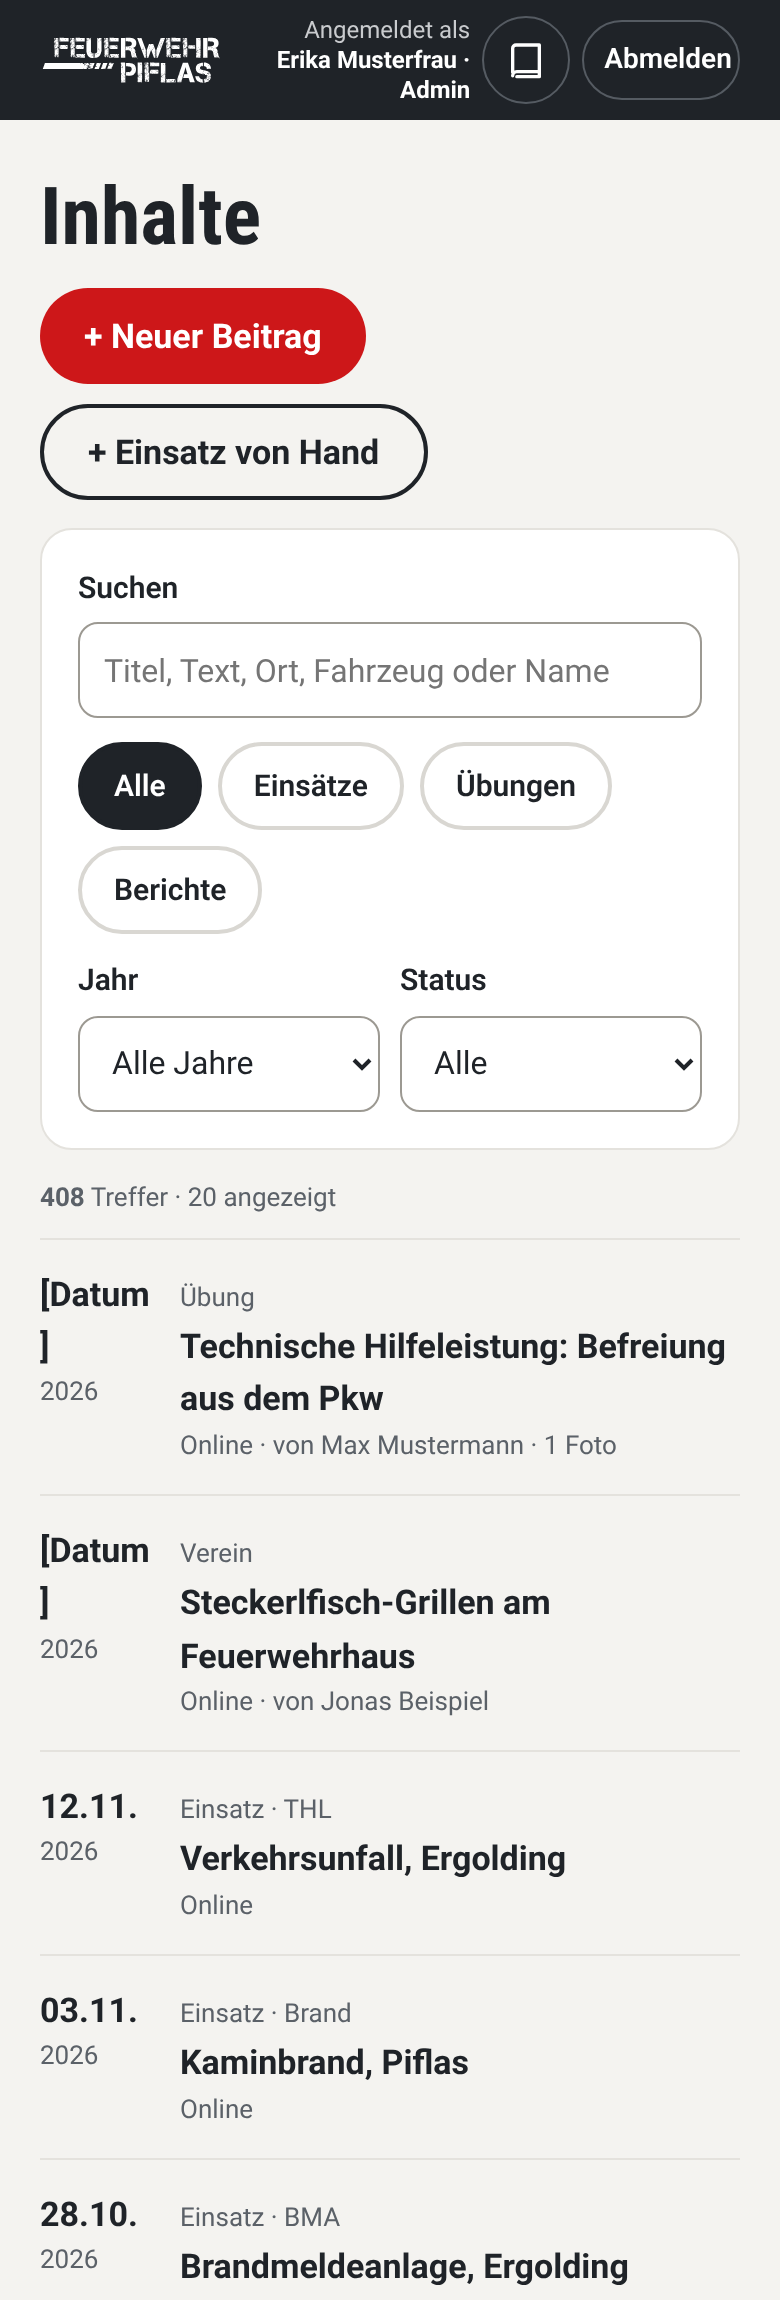 FEUERWEHR
PIFLAS
Angemeldet als
Erika Musterfrau ·
Admin
Abmelden
Inhalte
+ Neuer Beitrag
+ Einsatz von Hand
Suchen
Titel, Text, Ort, Fahrzeug oder Name
Alle
Einsätze
Übungen
Berichte
Jahr
Status
Alle Jahre
Alle
408 Treffer · 20 angezeigt
[Datum
]
2026
Übung
Technische Hilfeleistung: Befreiung
aus dem Pkw
Online · von Max Mustermann · 1 Foto
[Datum
]
2026
Verein
Steckerlfisch-Grillen am
Feuerwehrhaus
Online · von Jonas Beispiel
12.11.
2026
Einsatz · THL
Verkehrsunfall, Ergolding
Online
03.11.
2026
Einsatz · Brand
Kaminbrand, Piflas
Online
28.10.
2026
Einsatz · BMA
Brandmeldeanlage, Ergolding